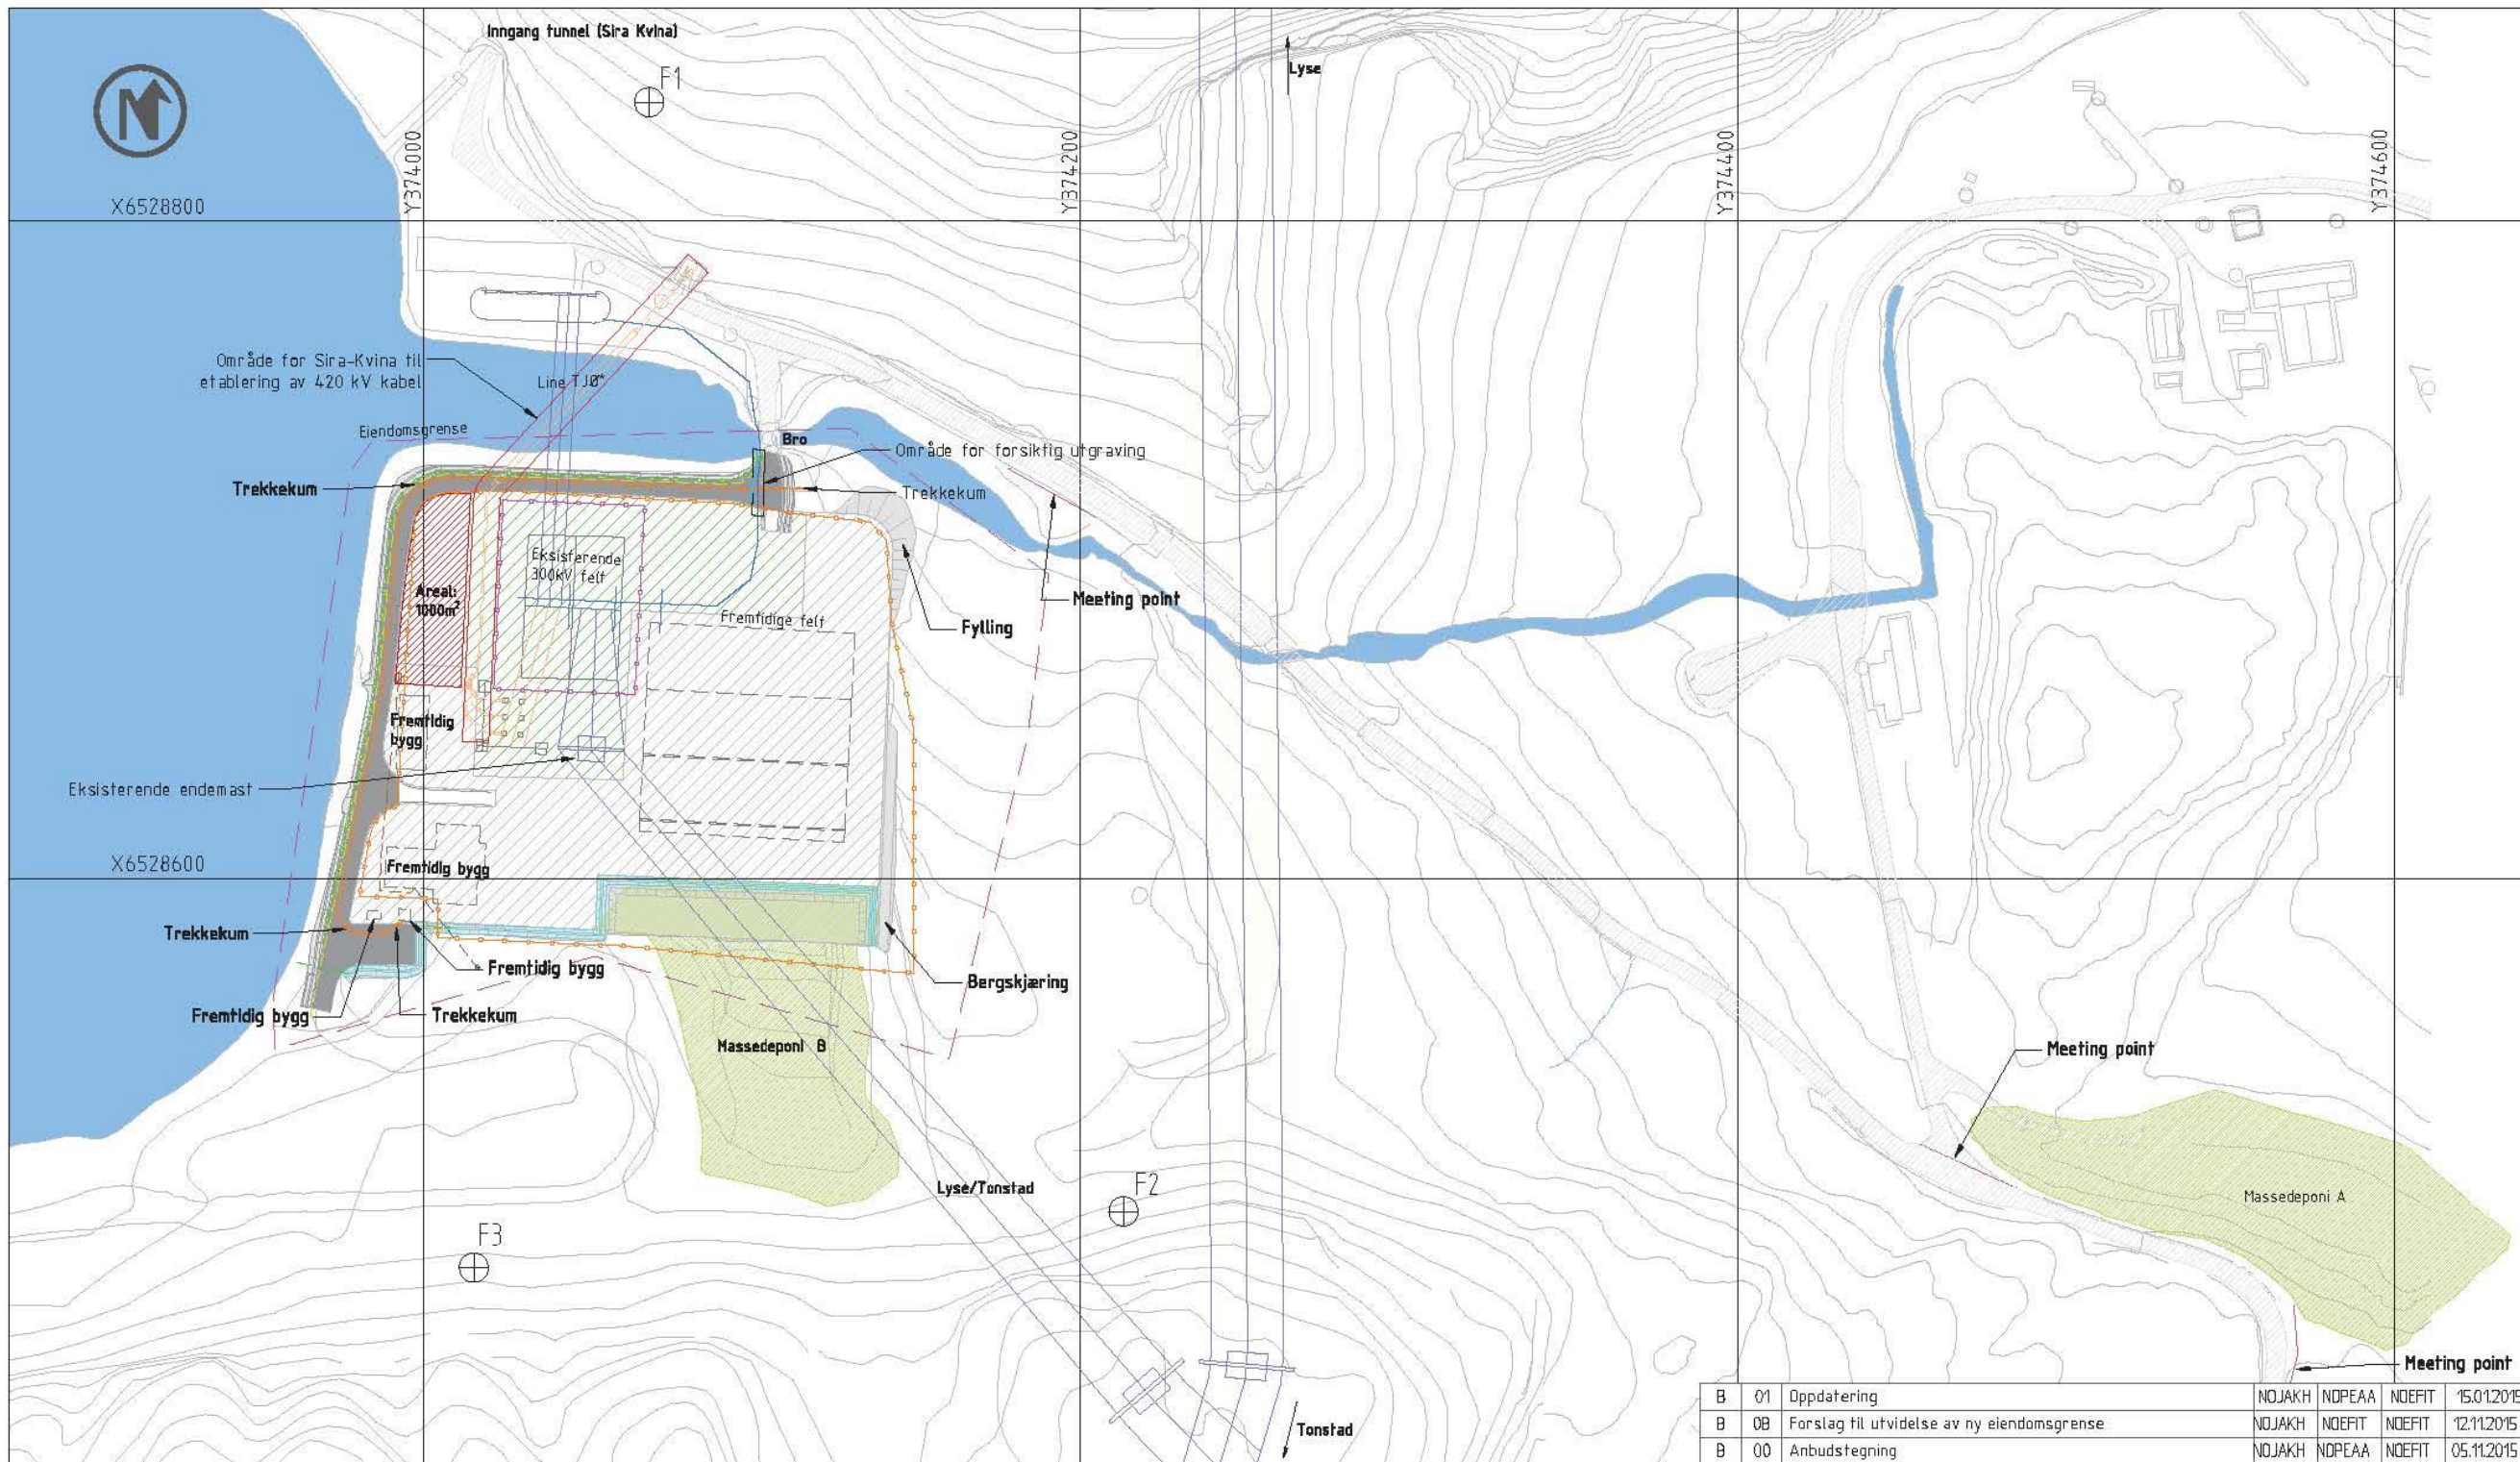 Inngang tunnel (Sira Kvina)
F1
Lyse
N
Y374000
Y374200
Y374400
Y374600
X6528800
Område for Sira-Kvina til
etablering av 420 kV kabel
Line TJØ*
Eiendomsgrense
Bro
Område for forsiktig utgraving
Trekkekum
Trekkekum
Eksisterende
300kV felt
Areal:
1000m²
Fremtidige felt
Meeting point
Fylling
Fremtidig
bygg
Eksisterende endemast
X6528600
Fremtidig bygg
Trekkekum
Fremtidig bygg
Bergskjæring
Fremtidig bygg
Trekkekum
Massedeponi B
Meeting point
Lyse/Tonstad
F2
Massedeponi A
F3
Meeting point
Tonstad
B 01 Oppdatering NOJAKH NOPEAA NOEFIT 15.01.2015
B 0B Forslag til utvidelse av ny eiendomsgrense NOJAKH NOEFIT NOEFIT 12.11.2015
B 00 Anbudstegning NOJAKH NOPEAA NOEFIT 05.11.2015